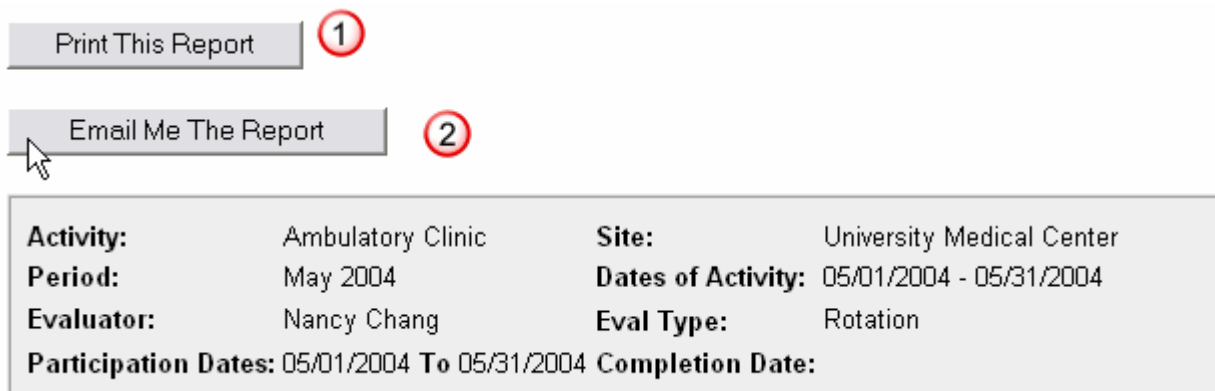 Print This Report 1
Email Me The Report 2
Activity: Ambulatory Clinic Site: University Medical Center
Period: May 2004 Dates of Activity: 05/01/2004 - 05/31/2004
Evaluator: Nancy Chang Eval Type: Rotation
Participation Dates: 05/01/2004 To 05/31/2004 Completion Date: